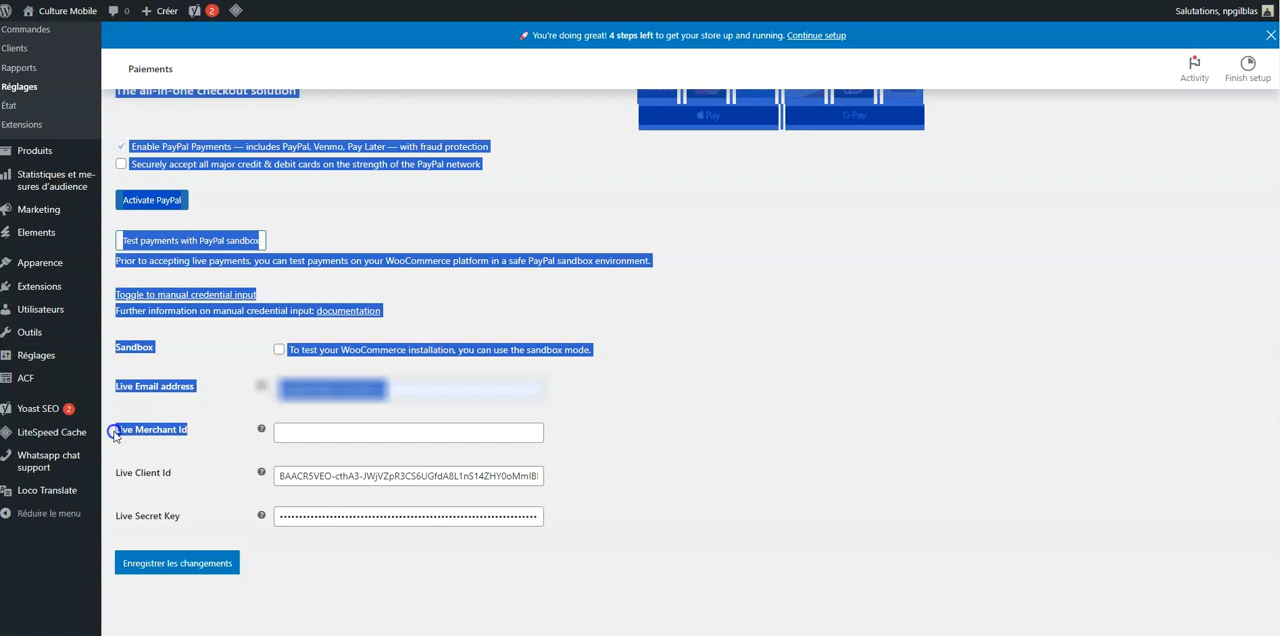 Culture Mobile
0
Créer
2
Salutations, npgilblas
Commandes
Clients
Rapports
Réglages
État
Extensions
Produits
Statistiques et me-
sures d'audience
Marketing
Elements
Apparence
Extensions
Utilisateurs
Outils
Réglages
ACF
Yoast SEO 2
LiteSpeed Cache
Whatsapp chat
support
Loco Translate
Réduire le menu
You're doing great! 4 steps left to get your store up and running. Continue setup
Paiements
Activity
Finish setup
The all-in-one checkout solution
Pay
G Pay
Enable PayPal Payments — includes PayPal, Venmo, Pay Later — with fraud protection
Securely accept all major credit & debit cards on the strength of the PayPal network
Activate PayPal
Test payments with PayPal sandbox
Prior to accepting live payments, you can test payments on your WooCommerce platform in a safe PayPal sandbox environment.
Toggle to manual credential input
Further information on manual credential input: documentation
Sandbox
To test your WooCommerce installation, you can use the sandbox mode.
Live Email address
Live Merchant Id
Live Client Id
BAACR5VEO-cthA3-JWjVZpR3CS6UGfdA8L1nS14ZHY0oMmIBI
Live Secret Key
Enregistrer les changements